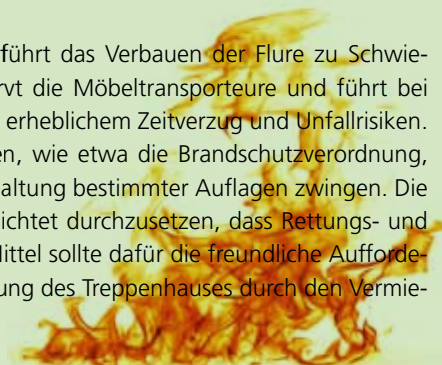 führt das Verbauen der Flure zu Schwie-
rvt die Möbeltransporteure und führt bei
erheblichem Zeitverzug und Unfallrisiken.
en, wie etwa die Brandschutzverordnung,
altung bestimmter Auflagen zwingen. Die
ichtet durchzusetzen, dass Rettungs- und
Mittel sollte dafür die freundliche Aufforde-
ung des Treppenhauses durch den Vermie-